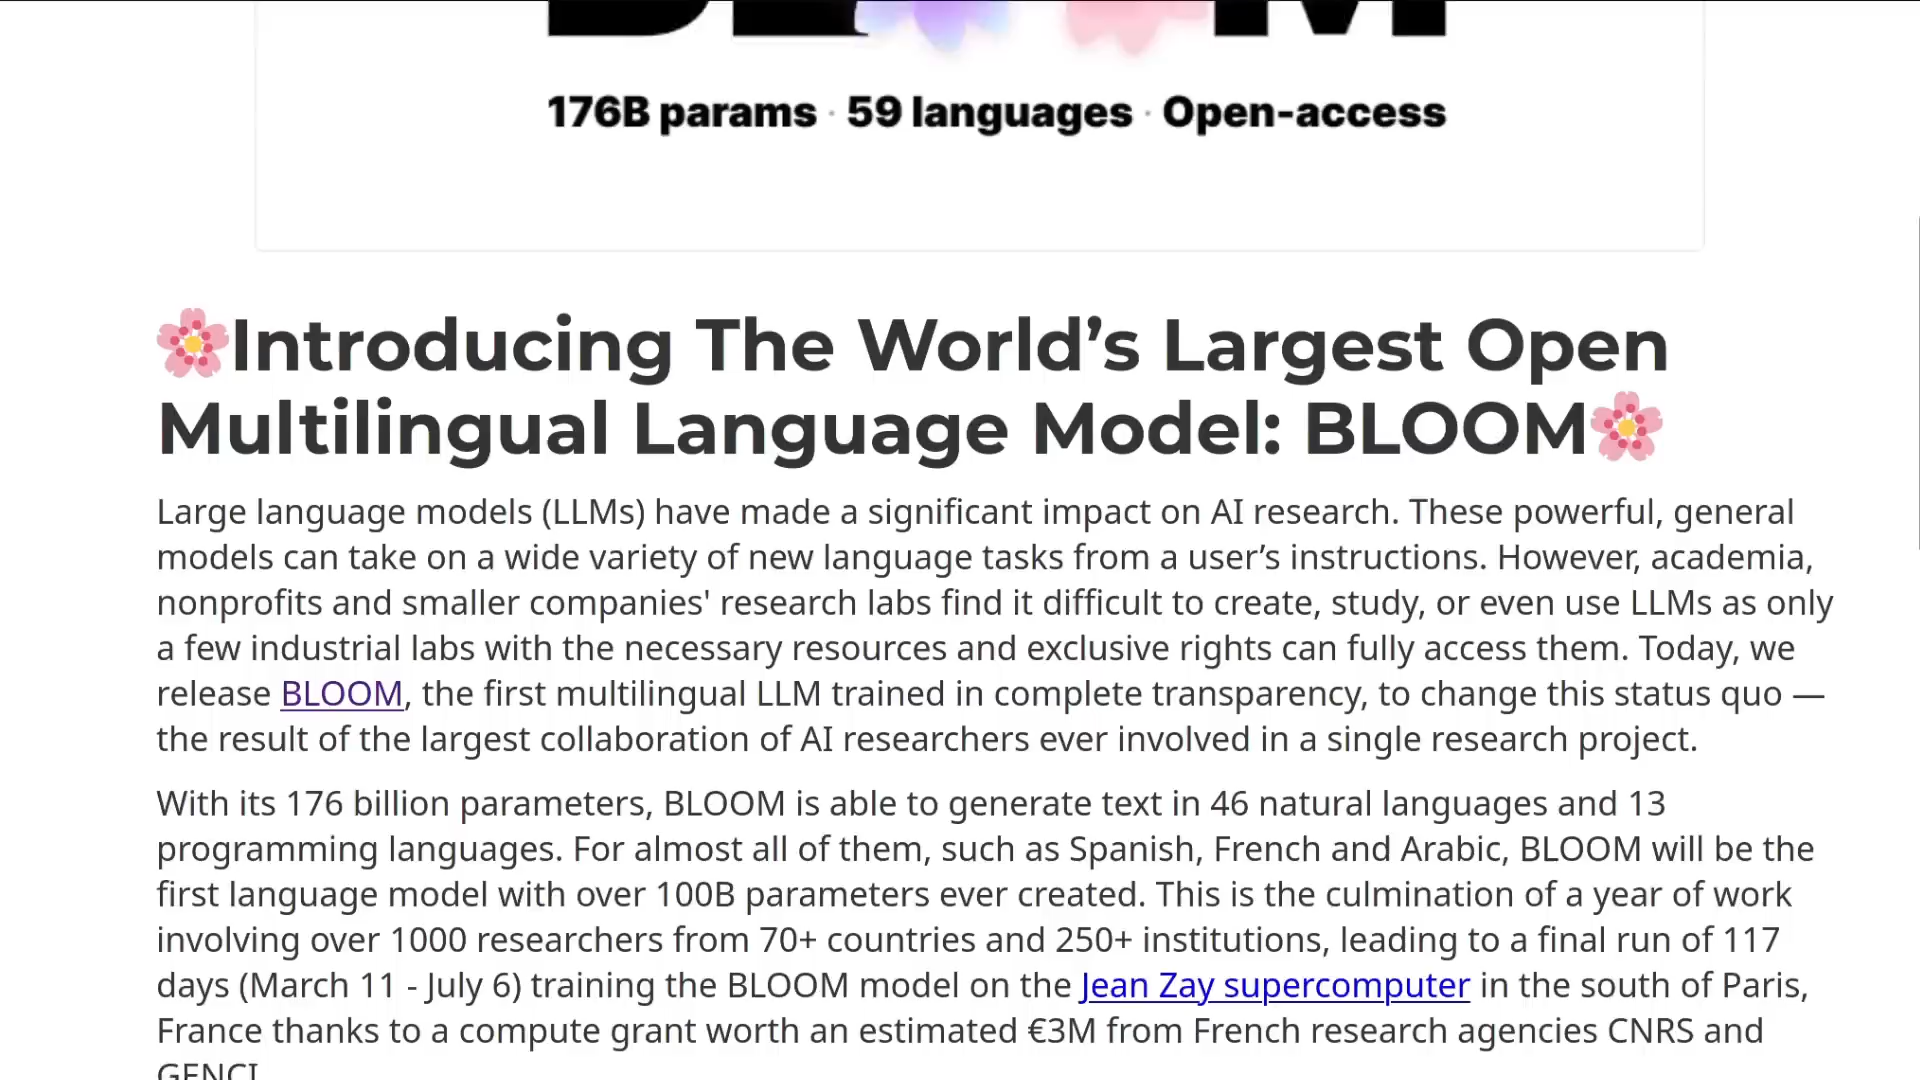 176B params · 59 languages · Open-access
🌸Introducing The World’s Largest Open
Multilingual Language Model: BLOOM🌸
Large language models (LLMs) have made a significant impact on AI research. These powerful, general
models can take on a wide variety of new language tasks from a user’s instructions. However, academia,
nonprofits and smaller companies' research labs find it difficult to create, study, or even use LLMs as only
a few industrial labs with the necessary resources and exclusive rights can fully access them. Today, we
release BLOOM, the first multilingual LLM trained in complete transparency, to change this status quo —
the result of the largest collaboration of AI researchers ever involved in a single research project.
With its 176 billion parameters, BLOOM is able to generate text in 46 natural languages and 13
programming languages. For almost all of them, such as Spanish, French and Arabic, BLOOM will be the
first language model with over 100B parameters ever created. This is the culmination of a year of work
involving over 1000 researchers from 70+ countries and 250+ institutions, leading to a final run of 117
days (March 11 - July 6) training the BLOOM model on the Jean Zay supercomputer in the south of Paris,
France thanks to a compute grant worth an estimated €3M from French research agencies CNRS and
GENCI